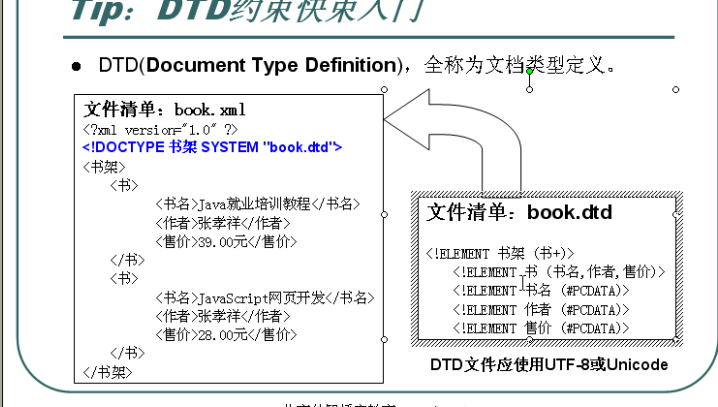 Tip: DTD约束快束入门
● DTD(Document Type Definition)，全称为文档类型定义。
文件清单：book.xml
<?xml version="1.0" ?>
<!DOCTYPE 书架 SYSTEM "book.dtd">
<书架>
<书>
<书名>Java就业培训教程</书名>
<作者>张孝祥</作者>
<售价>39.00元</售价>
</书>
<书>
<书名>JavaScript网页开发</书名>
<作者>张孝祥</作者>
<售价>28.00元</售价>
</书>
</书架>
文件清单：book.dtd
<!ELEMENT 书架 (书+)>
<!ELEMENT 书 (书名,作者,售价)>
<!ELEMENT 书名 (#PCDATA)>
<!ELEMENT 作者 (#PCDATA)>
<!ELEMENT 售价 (#PCDATA)>
DTD文件应使用UTF-8或Unicode